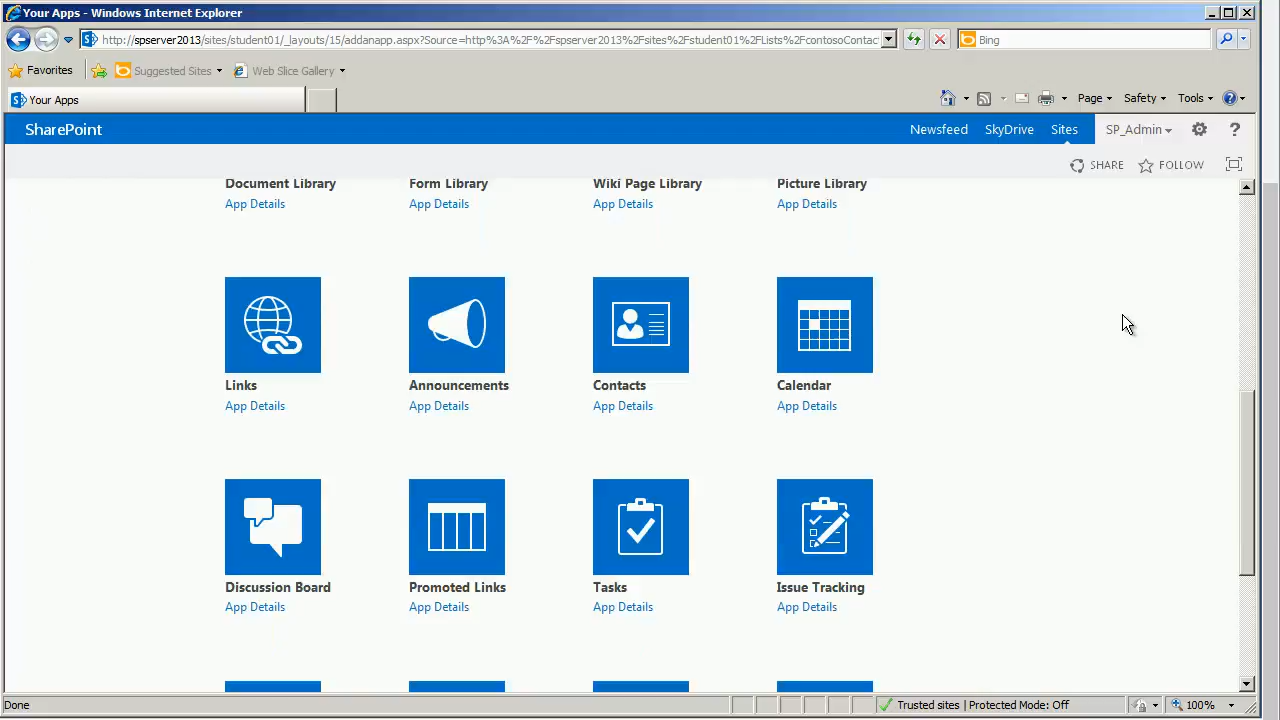 Your Apps - Windows Internet Explorer
http://spserver2013/sites/student01/_layouts/15/addanapp.aspx?Source=http%3A%2F%2Fspserver2013%2Fsites%2Fstudent01%2FLists%2FcontosoContac
Bing
Favorites
Suggested Sites
Web Slice Gallery
Your Apps
Page
Safety
Tools
SharePoint
Newsfeed
SkyDrive
Sites
SP_Admin
SHARE
FOLLOW
Document Library
Form Library
Wiki Page Library
Picture Library
App Details
App Details
App Details
App Details
Links
Announcements
Contacts
Calendar
App Details
App Details
App Details
App Details
Discussion Board
Promoted Links
Tasks
Issue Tracking
App Details
App Details
App Details
App Details
Done
Trusted sites | Protected Mode: Off
100%